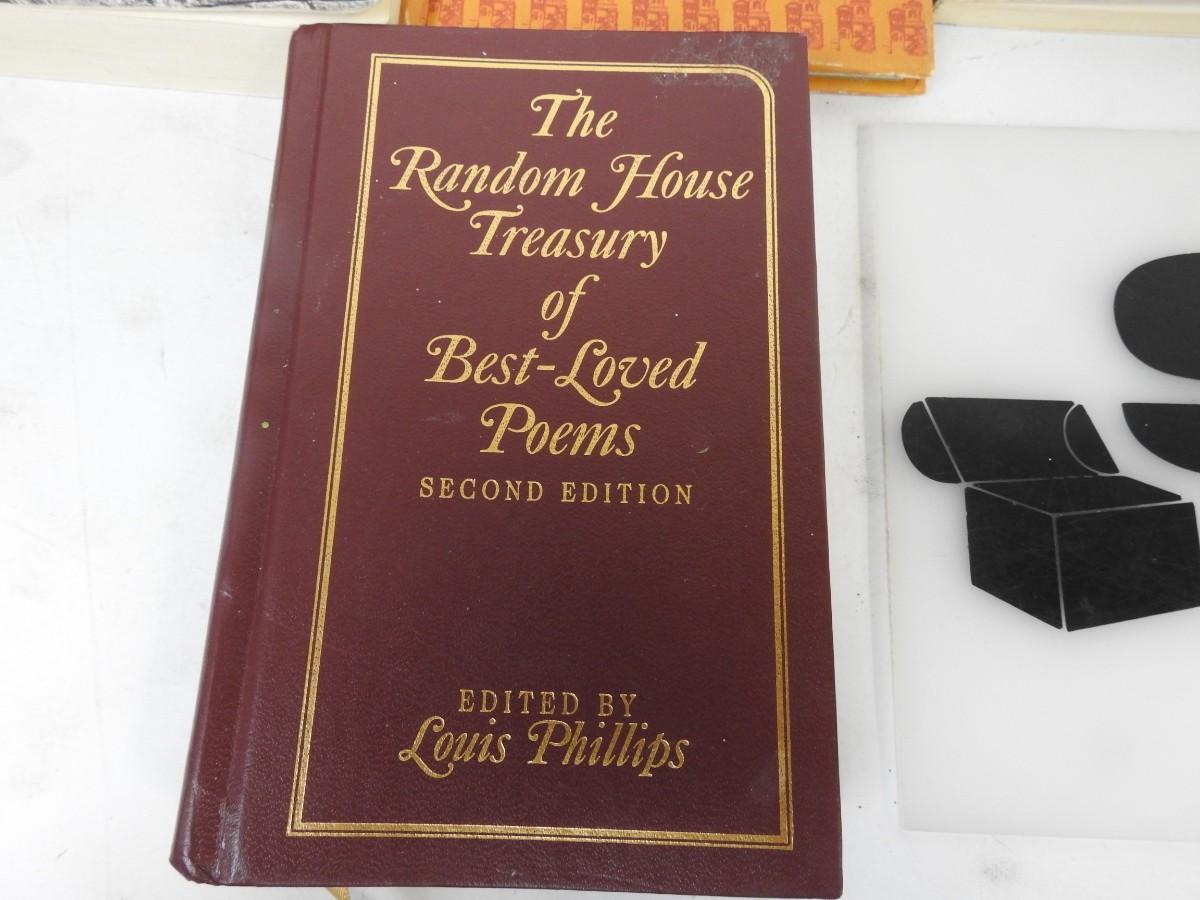 The
Random House
Treasury
of
Best-Loved
Poems
SECOND EDITION
EDITED BY
Louis Phillips